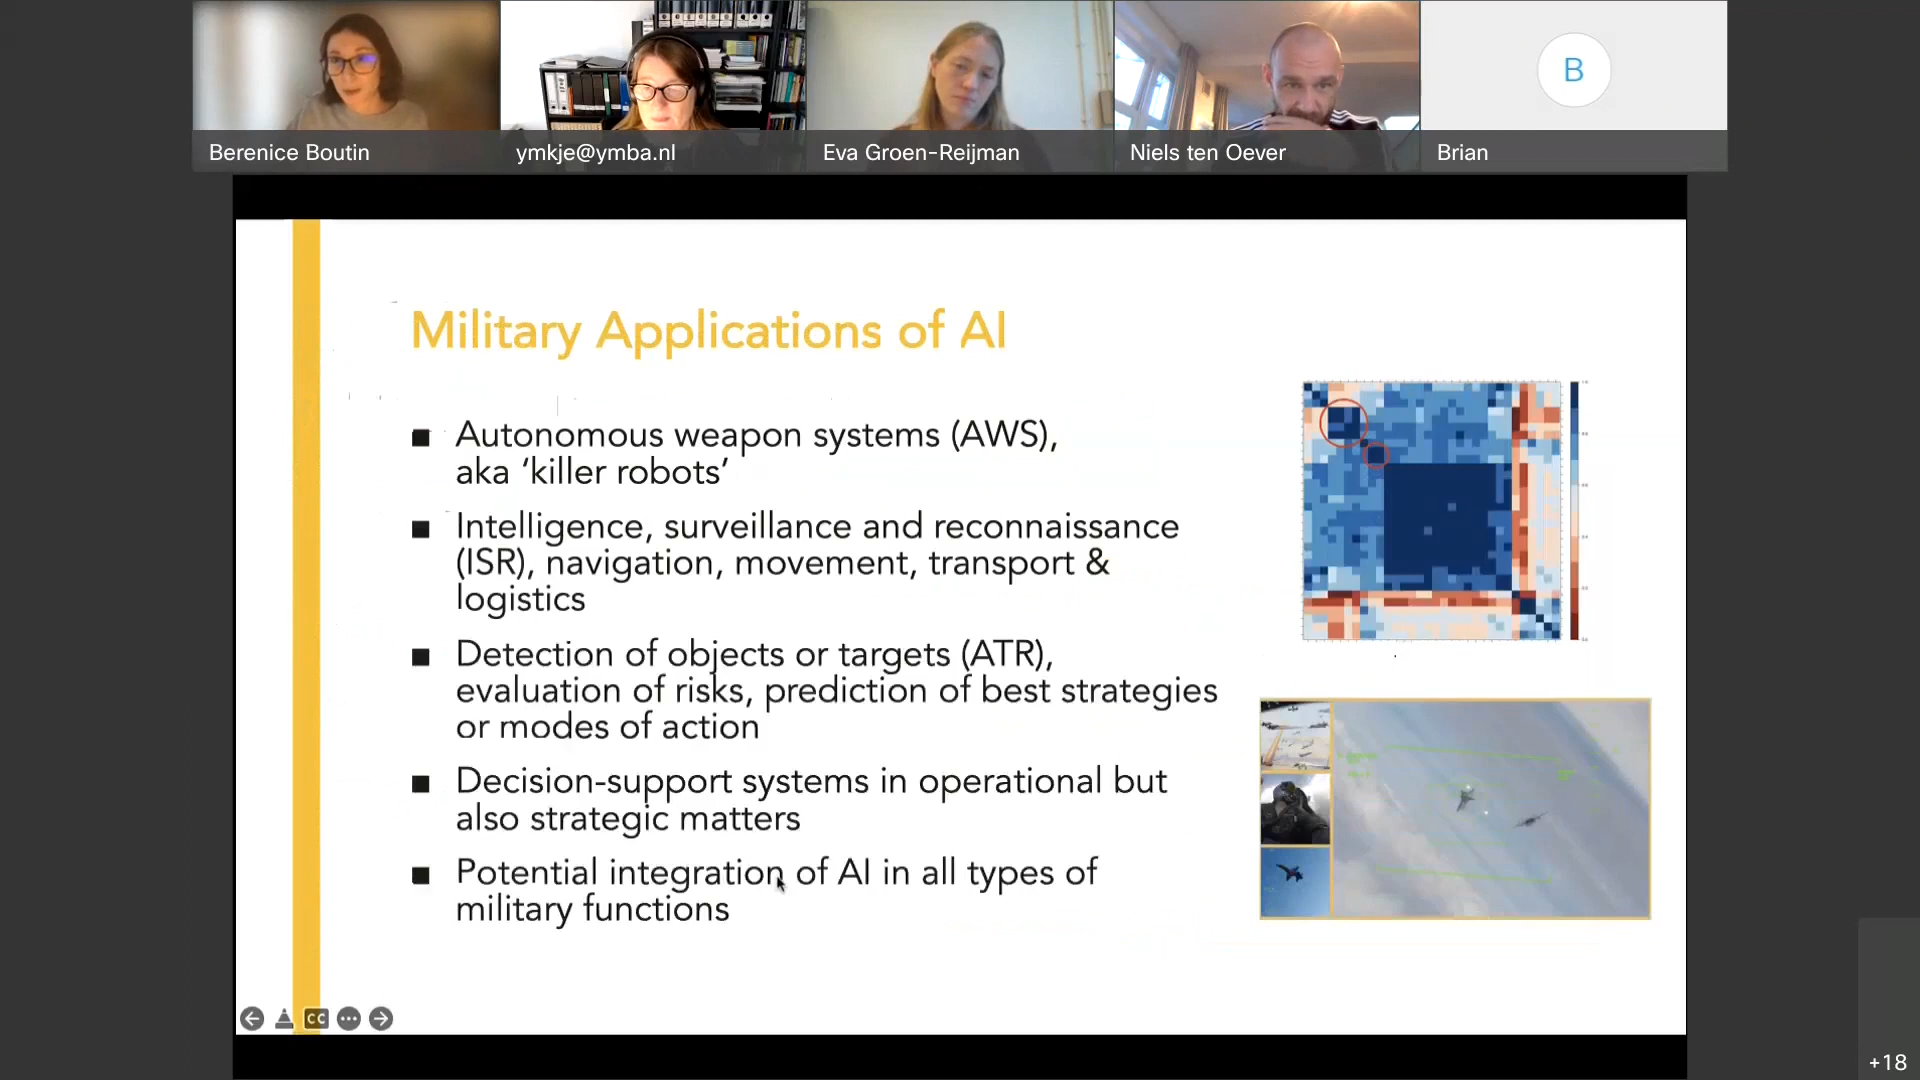 Berenice Boutin
ymkje@ymba.nl
Eva Groen-Reijman
Niels ten Oever
B
Brian
Military Applications of AI
■ Autonomous weapon systems (AWS),
aka ‘killer robots’
■ Intelligence, surveillance and reconnaissance
(ISR), navigation, movement, transport &
logistics
■ Detection of objects or targets (ATR),
evaluation of risks, prediction of best strategies
or modes of action
■ Decision-support systems in operational but
also strategic matters
■ Potential integration of AI in all types of
military functions
CC
+18